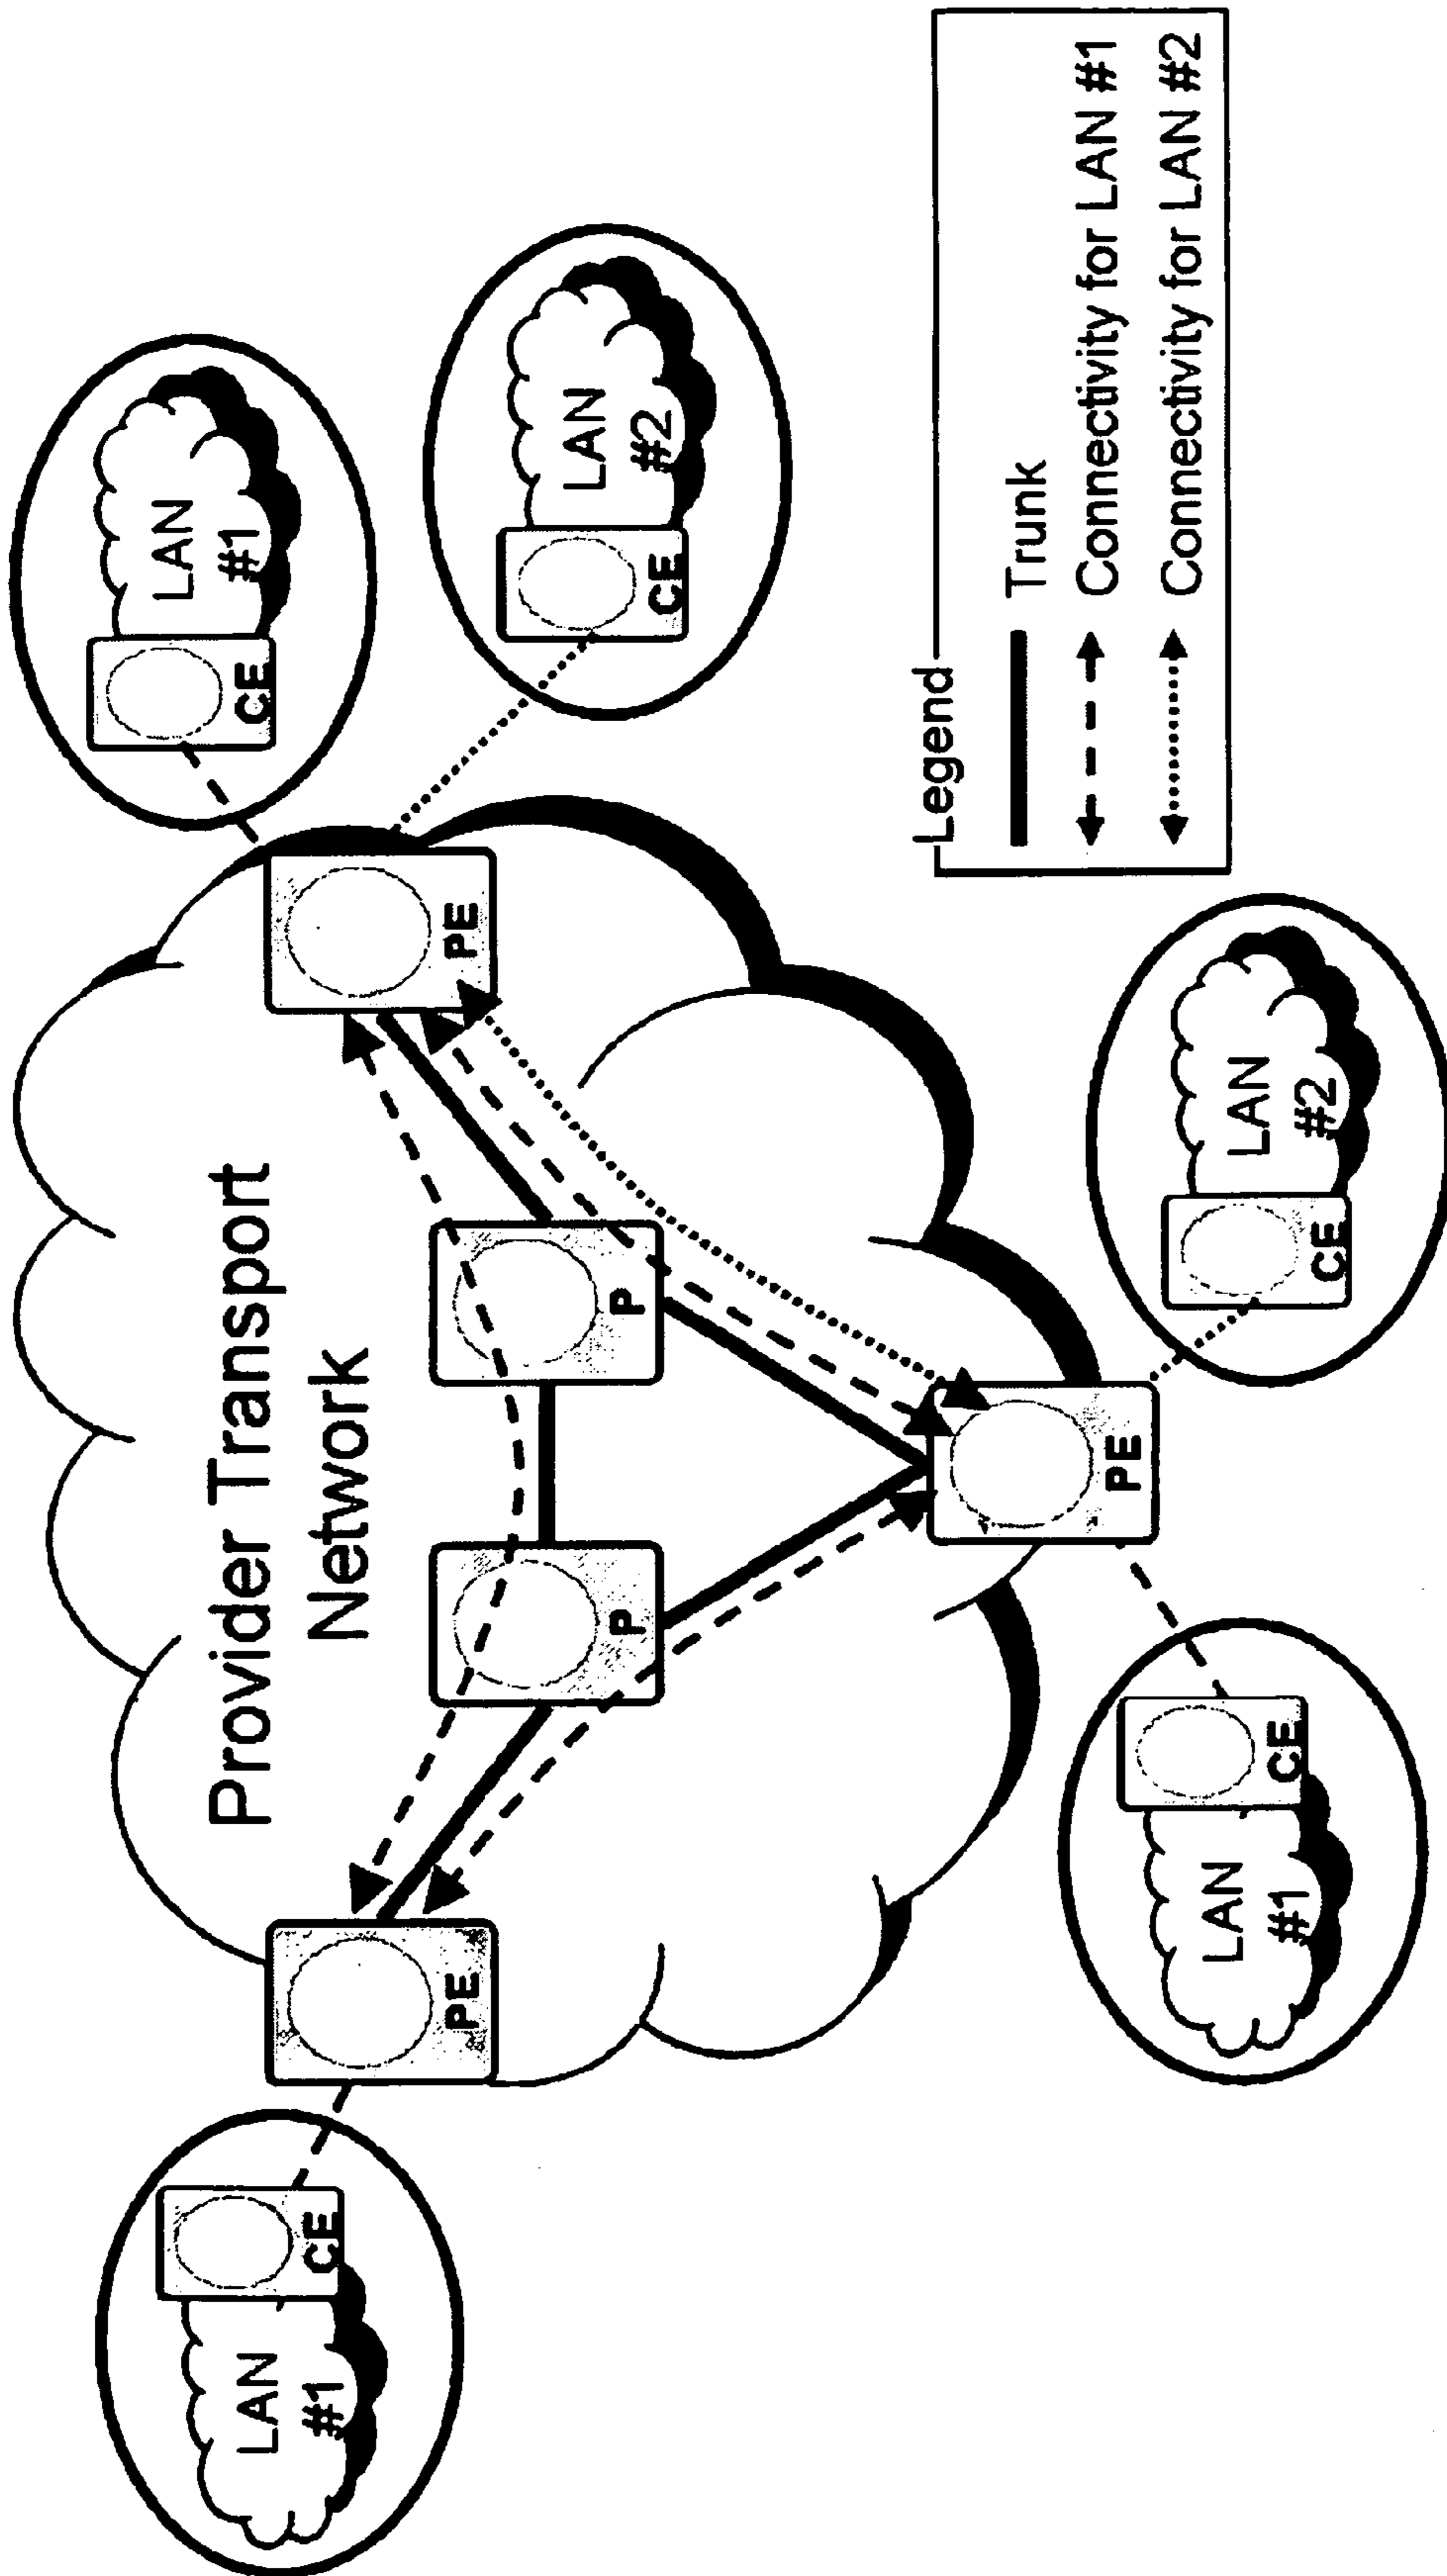 Provider Transport
Network
LAN
#1
CE
PE
P
P
PE
CE
LAN
#1
CE
LAN
#2
LAN
#1
CE
PE
CE
LAN
#2
Legend
Trunk
Connectivity for LAN #1
Connectivity for LAN #2